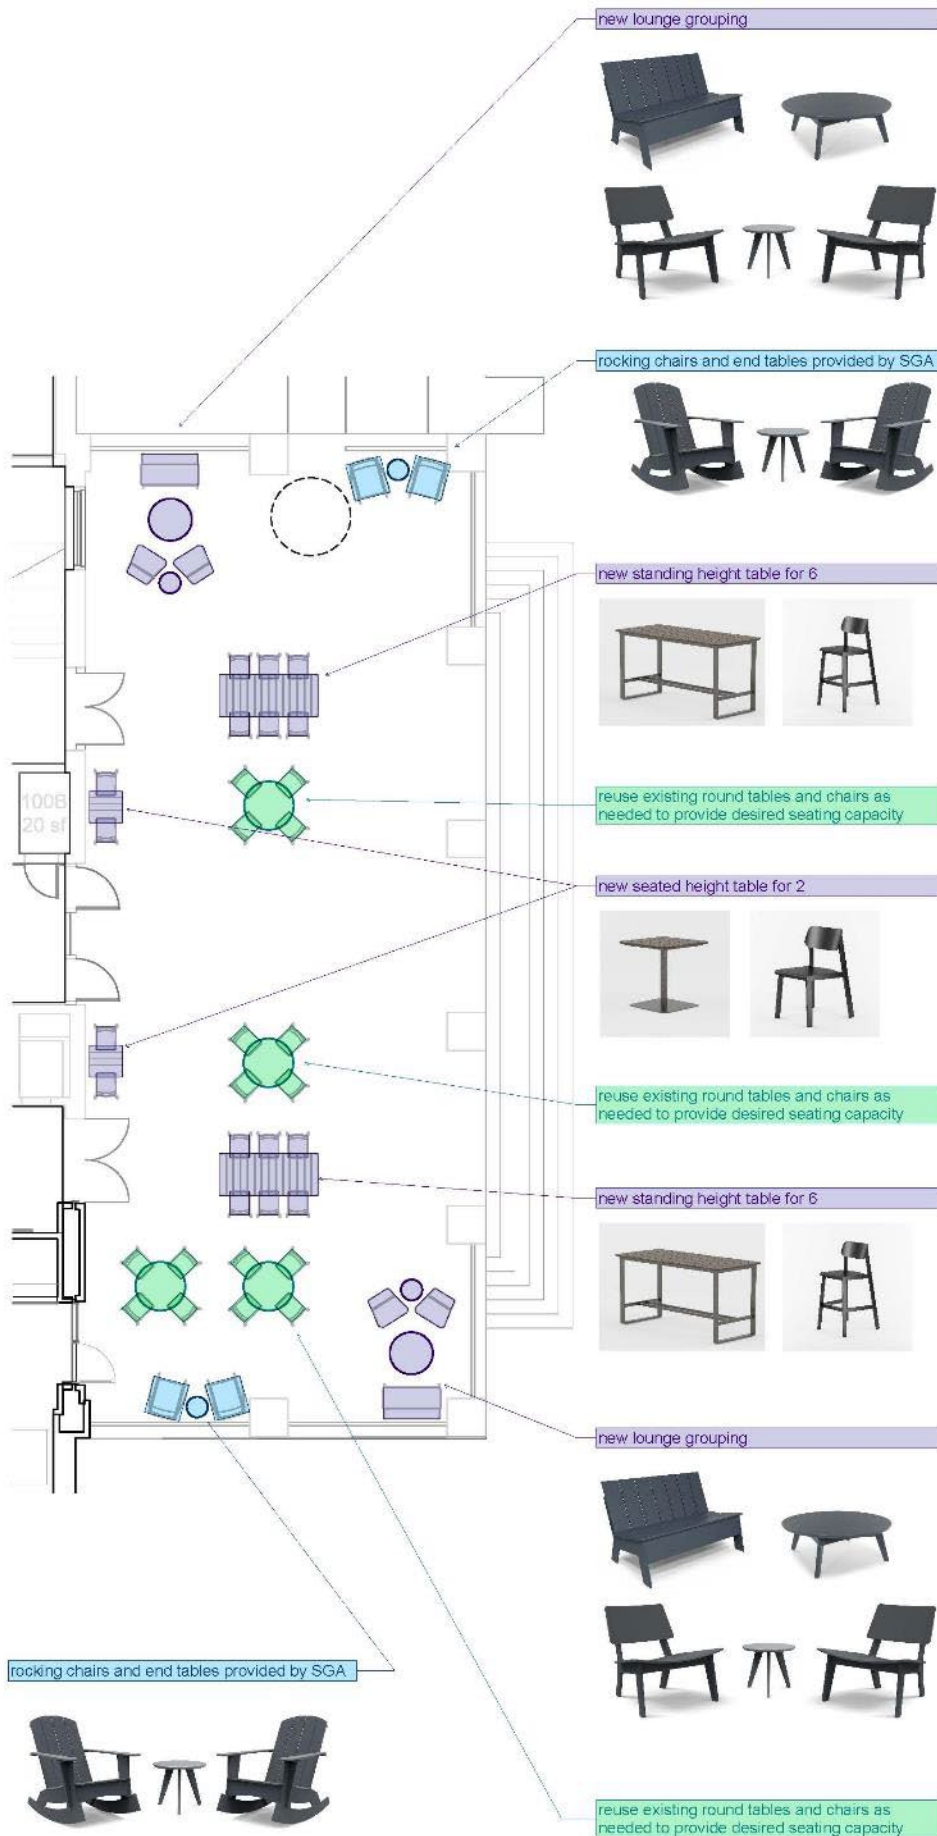 new lounge grouping
rocking chairs and end tables provided by SGA
new standing height table for 6
reuse existing round tables and chairs as
needed to provide desired seating capacity
100B
20 sf
new seated height table for 2
reuse existing round tables and chairs as
needed to provide desired seating capacity
new standing height table for 6
new lounge grouping
rocking chairs and end tables provided by SGA
reuse existing round tables and chairs as
needed to provide desired seating capacity